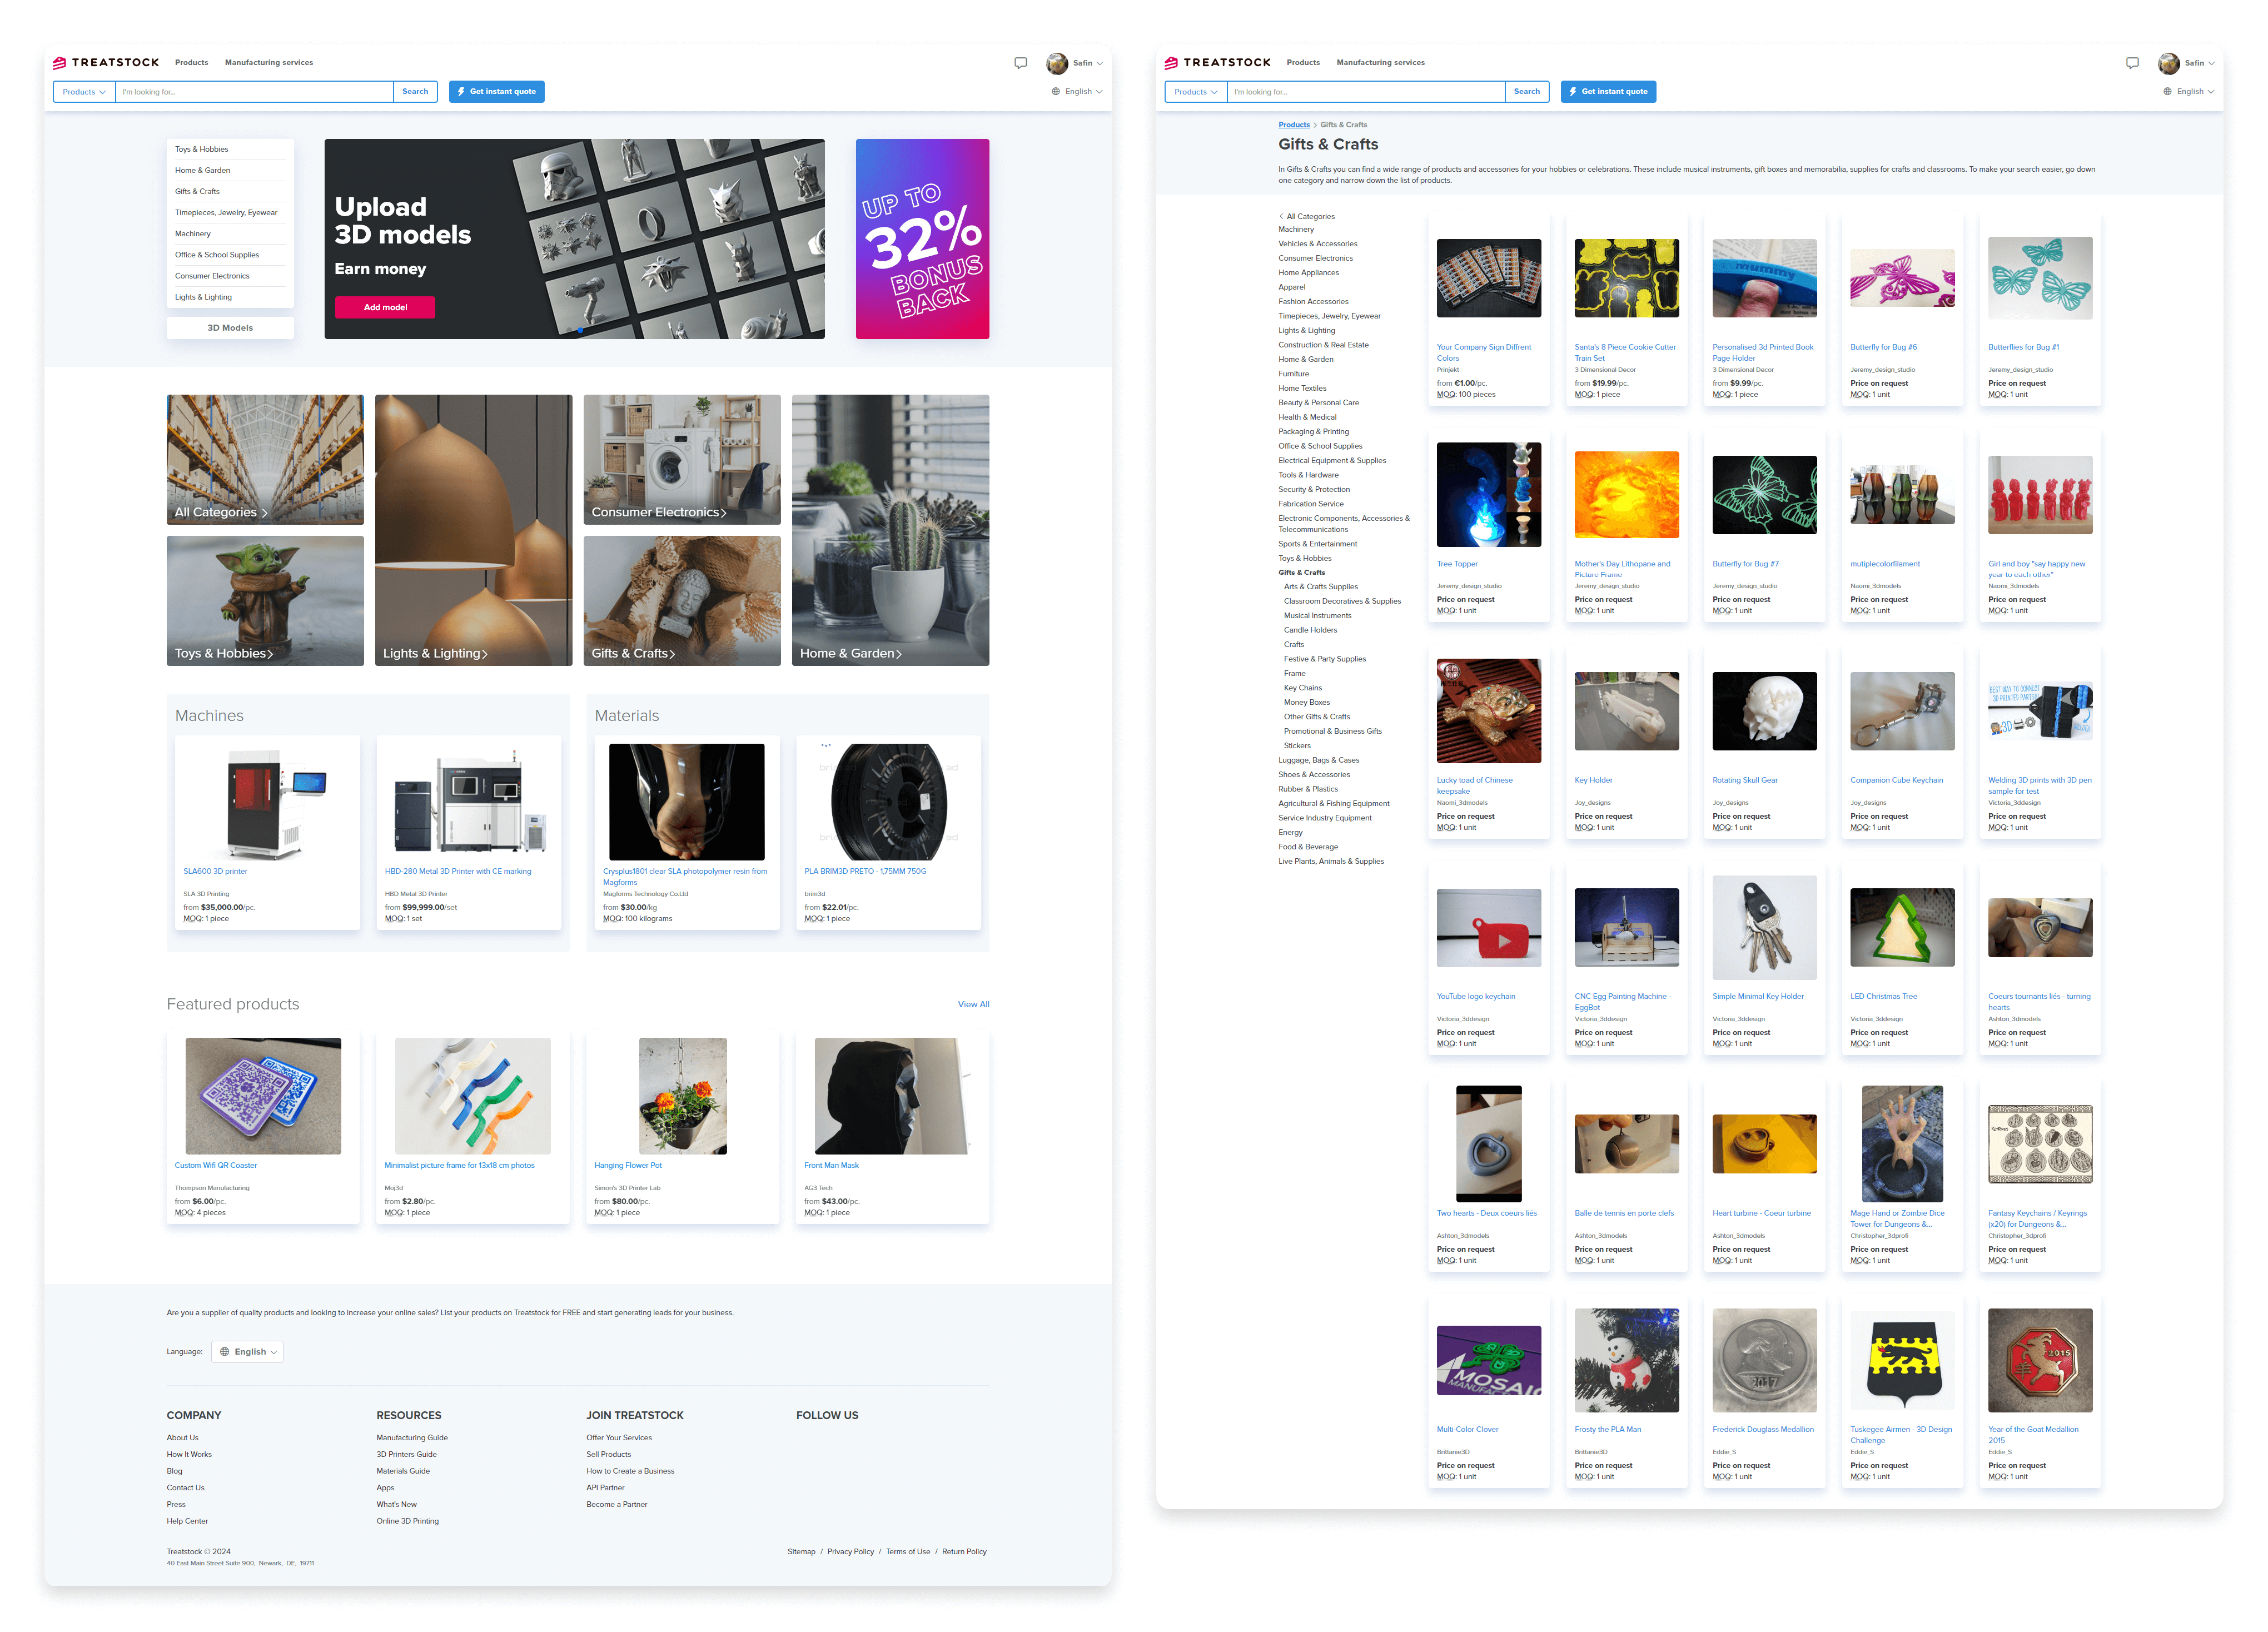 TREATSTOCK
Products
Manufacturing services
Safin
Products
I'm looking for...
Search
Get instant quote
English
Toys & Hobbies
Home & Garden
Gifts & Crafts
Timepieces, Jewelry, Eyewear
Machinery
Office & School Supplies
Consumer Electronics
Lights & Lighting
3D Models
Upload
3D models
Earn money
Add model
UP TO
32%
BONUS
BACK
All Categories
Toys & Hobbies
Lights & Lighting
Consumer Electronics
Gifts & Crafts
Home & Garden
Machines
SLA600 3D printer
SLA 3D Printing
from $35,000.00/pc.
MOQ: 1 piece
HBD-280 Metal 3D Printer with CE marking
HBD Metal 3D Printer
from $99,999.00/set
MOQ: 1 set
Materials
Crysplus1801 clear SLA photopolymer resin from
Magforms
Magforms Technology Co.Ltd
from $30.00/kg
MOQ: 100 kilograms
PLA BRIM3D PRETO - 1,75MM 750G
brim3d
from $22.01/pc.
MOQ: 1 piece
Featured products
View All
Custom Wifi QR Coaster
Thompson Manufacturing
from $6.00/pc.
MOQ: 4 pieces
Minimalist picture frame for 13x18 cm photos
Moj3d
from $2.80/pc.
MOQ: 1 piece
Hanging Flower Pot
Simon's 3D Printer Lab
from $80.00/pc.
MOQ: 1 piece
Front Man Mask
AG3 Tech
from $43.00/pc.
MOQ: 1 piece
Are you a supplier of quality products and looking to increase your online sales? List your products on Treatstock for FREE and start generating leads for your business.
Language:
English
COMPANY
About Us
How It Works
Blog
Contact Us
Press
Help Center
RESOURCES
Manufacturing Guide
3D Printers Guide
Materials Guide
Apps
What's New
Online 3D Printing
JOIN TREATSTOCK
Offer Your Services
Sell Products
How to Create a Business
API Partner
Become a Partner
FOLLOW US
Treatstock © 2024
40 East Main Street Suite 900, Newark, DE, 19711
Sitemap / Privacy Policy / Terms of Use / Return Policy
TREATSTOCK
Products
Manufacturing services
Safin
Products
I'm looking for...
Search
Get instant quote
English
Products > Gifts & Crafts
Gifts & Crafts
In Gifts & Crafts you can find a wide range of products and accessories for your hobbies or celebrations. These include musical instruments, gift boxes and memorabilia, supplies for crafts and classrooms. To make your search easier, go down
one category and narrow down the list of products.
All Categories
Machinery
Vehicles & Accessories
Consumer Electronics
Home Appliances
Apparel
Fashion Accessories
Timepieces, Jewelry, Eyewear
Lights & Lighting
Construction & Real Estate
Home & Garden
Furniture
Home Textiles
Beauty & Personal Care
Health & Medical
Packaging & Printing
Office & School Supplies
Electrical Equipment & Supplies
Tools & Hardware
Security & Protection
Fabrication Service
Electronic Components, Accessories &
Telecommunications
Sports & Entertainment
Toys & Hobbies
Gifts & Crafts
Arts & Crafts Supplies
Classroom Decoratives & Supplies
Musical Instruments
Candle Holders
Crafts
Festive & Party Supplies
Frame
Key Chains
Money Boxes
Other Gifts & Crafts
Promotional & Business Gifts
Stickers
Luggage, Bags & Cases
Shoes & Accessories
Rubber & Plastics
Agricultural & Fishing Equipment
Service Industry Equipment
Energy
Food & Beverage
Live Plants, Animals & Supplies
Your Company Sign Diffrent
Colors
Prinjekt
from €1.00/pc.
MOQ: 100 pieces
Santa's 8 Piece Cookie Cutter
Train Set
3 Dimensional Decor
from $19.99/pc.
MOQ: 1 piece
Mummy
Personalised 3d Printed Book
Page Holder
3 Dimensional Decor
from $9.99/pc.
MOQ: 1 piece
Butterfly for Bug #6
Jeremy_design_studio
Price on request
MOQ: 1 unit
Butterflies for Bug #1
Jeremy_design_studio
Price on request
MOQ: 1 unit
Tree Topper
Jeremy_design_studio
Price on request
MOQ: 1 unit
Mother's Day Lithopane and
Picture Frame
Jeremy_design_studio
Price on request
MOQ: 1 unit
Butterfly for Bug #7
Jeremy_design_studio
Price on request
MOQ: 1 unit
mutiplecolorfilament
Naomi_3dmodels
Price on request
MOQ: 1 unit
Girl and boy "say happy new
year to each other"
Naomi_3dmodels
Price on request
MOQ: 1 unit
Lucky toad of Chinese
keepsake
Naomi_3dmodels
Price on request
MOQ: 1 unit
Key Holder
Joy_designs
Price on request
MOQ: 1 unit
Rotating Skull Gear
Joy_designs
Price on request
MOQ: 1 unit
Companion Cube Keychain
Joy_designs
Price on request
MOQ: 1 unit
BEST WAY TO CONNECT
3D-PRINTED PARTS!
Welding 3D prints with 3D pen
sample for test
Victoria_3ddesign
Price on request
MOQ: 1 unit
YouTube logo keychain
Victoria_3ddesign
Price on request
MOQ: 1 unit
CNC Egg Painting Machine -
EggBot
Victoria_3ddesign
Price on request
MOQ: 1 unit
Simple Minimal Key Holder
Victoria_3ddesign
Price on request
MOQ: 1 unit
LED Christmas Tree
Victoria_3ddesign
Price on request
MOQ: 1 unit
Coeurs tournants liés - turning
hearts
Ashton_3dmodels
Price on request
MOQ: 1 unit
Two hearts - Deux coeurs liés
Ashton_3dmodels
Price on request
MOQ: 1 unit
Balle de tennis en porte clefs
Ashton_3dmodels
Price on request
MOQ: 1 unit
Heart turbine - Coeur turbine
Ashton_3dmodels
Price on request
MOQ: 1 unit
Mage Hand or Zombie Dice
Tower for Dungeons &...
Christopher_3dprofi
Price on request
MOQ: 1 unit
Fantasy Keychains / Keyrings
(x20) for Dungeons &...
Christopher_3dprofi
Price on request
MOQ: 1 unit
MOSAIC
MANUFAC
Multi-Color Clover
Brittanie3D
Price on request
MOQ: 1 unit
Frosty the PLA Man
Brittanie3D
Price on request
MOQ: 1 unit
2017
Frederick Douglass Medallion
Eddie_S
Price on request
MOQ: 1 unit
Tuskegee Airmen - 3D Design
Challenge
Eddie_S
Price on request
MOQ: 1 unit
2015
Year of the Goat Medallion
2015
Eddie_S
Price on request
MOQ: 1 unit